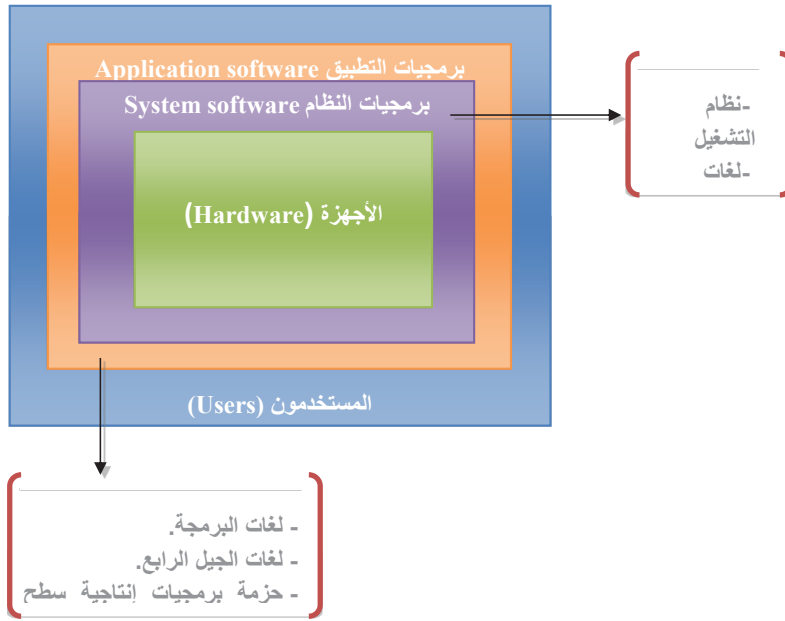 برمجيات التطبيق Application software
برمجيات النظام System software
الأجهزة (Hardware)
المستخدمون (Users)
-نظام
التشغيل
-لغات
- لغات البرمجة.
- لغات الجيل الرابع.
- حزمة برمجيات إنتاجية سطح